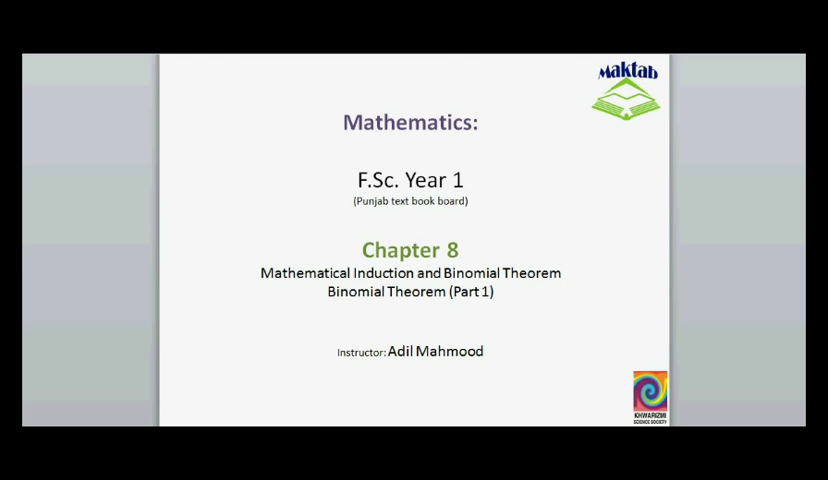 Maktab
Mathematics:
F.Sc. Year 1
(Punjab text book board)
Chapter 8
Mathematical Induction and Binomial Theorem
Binomial Theorem (Part 1)
Instructor: Adil Mahmood
KHWARIZMI
SCIENCE SOCIETY